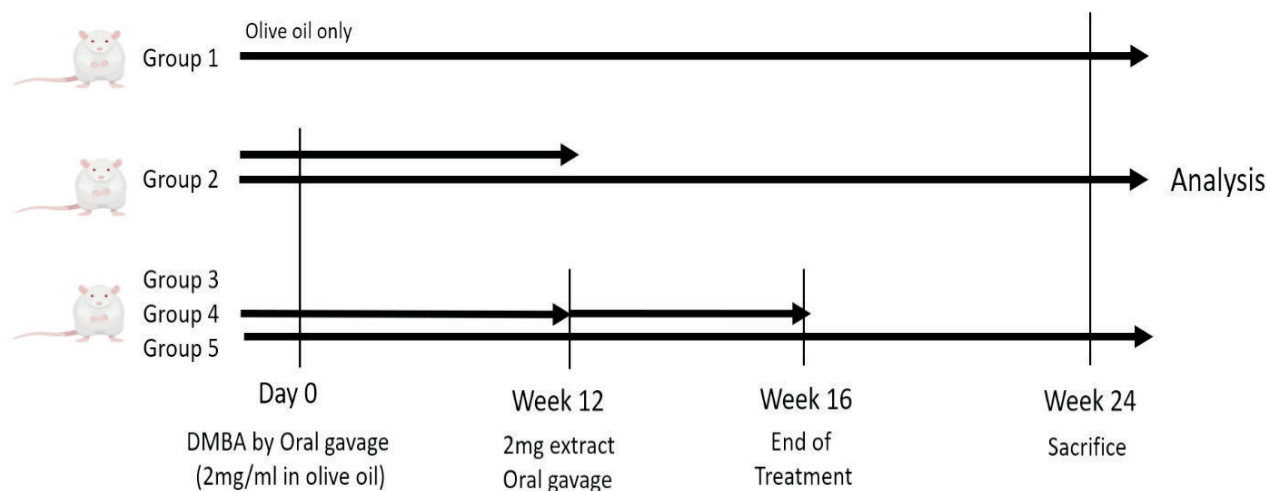 Olive oil only
Group 1
Group 2
Analysis
Group 3
Group 4
Group 5
Day 0
DMBA by Oral gavage
(2mg/ml in olive oil)
Week 12
2mg extract
Oral gavage
Week 16
End of
Treatment
Week 24
Sacrifice